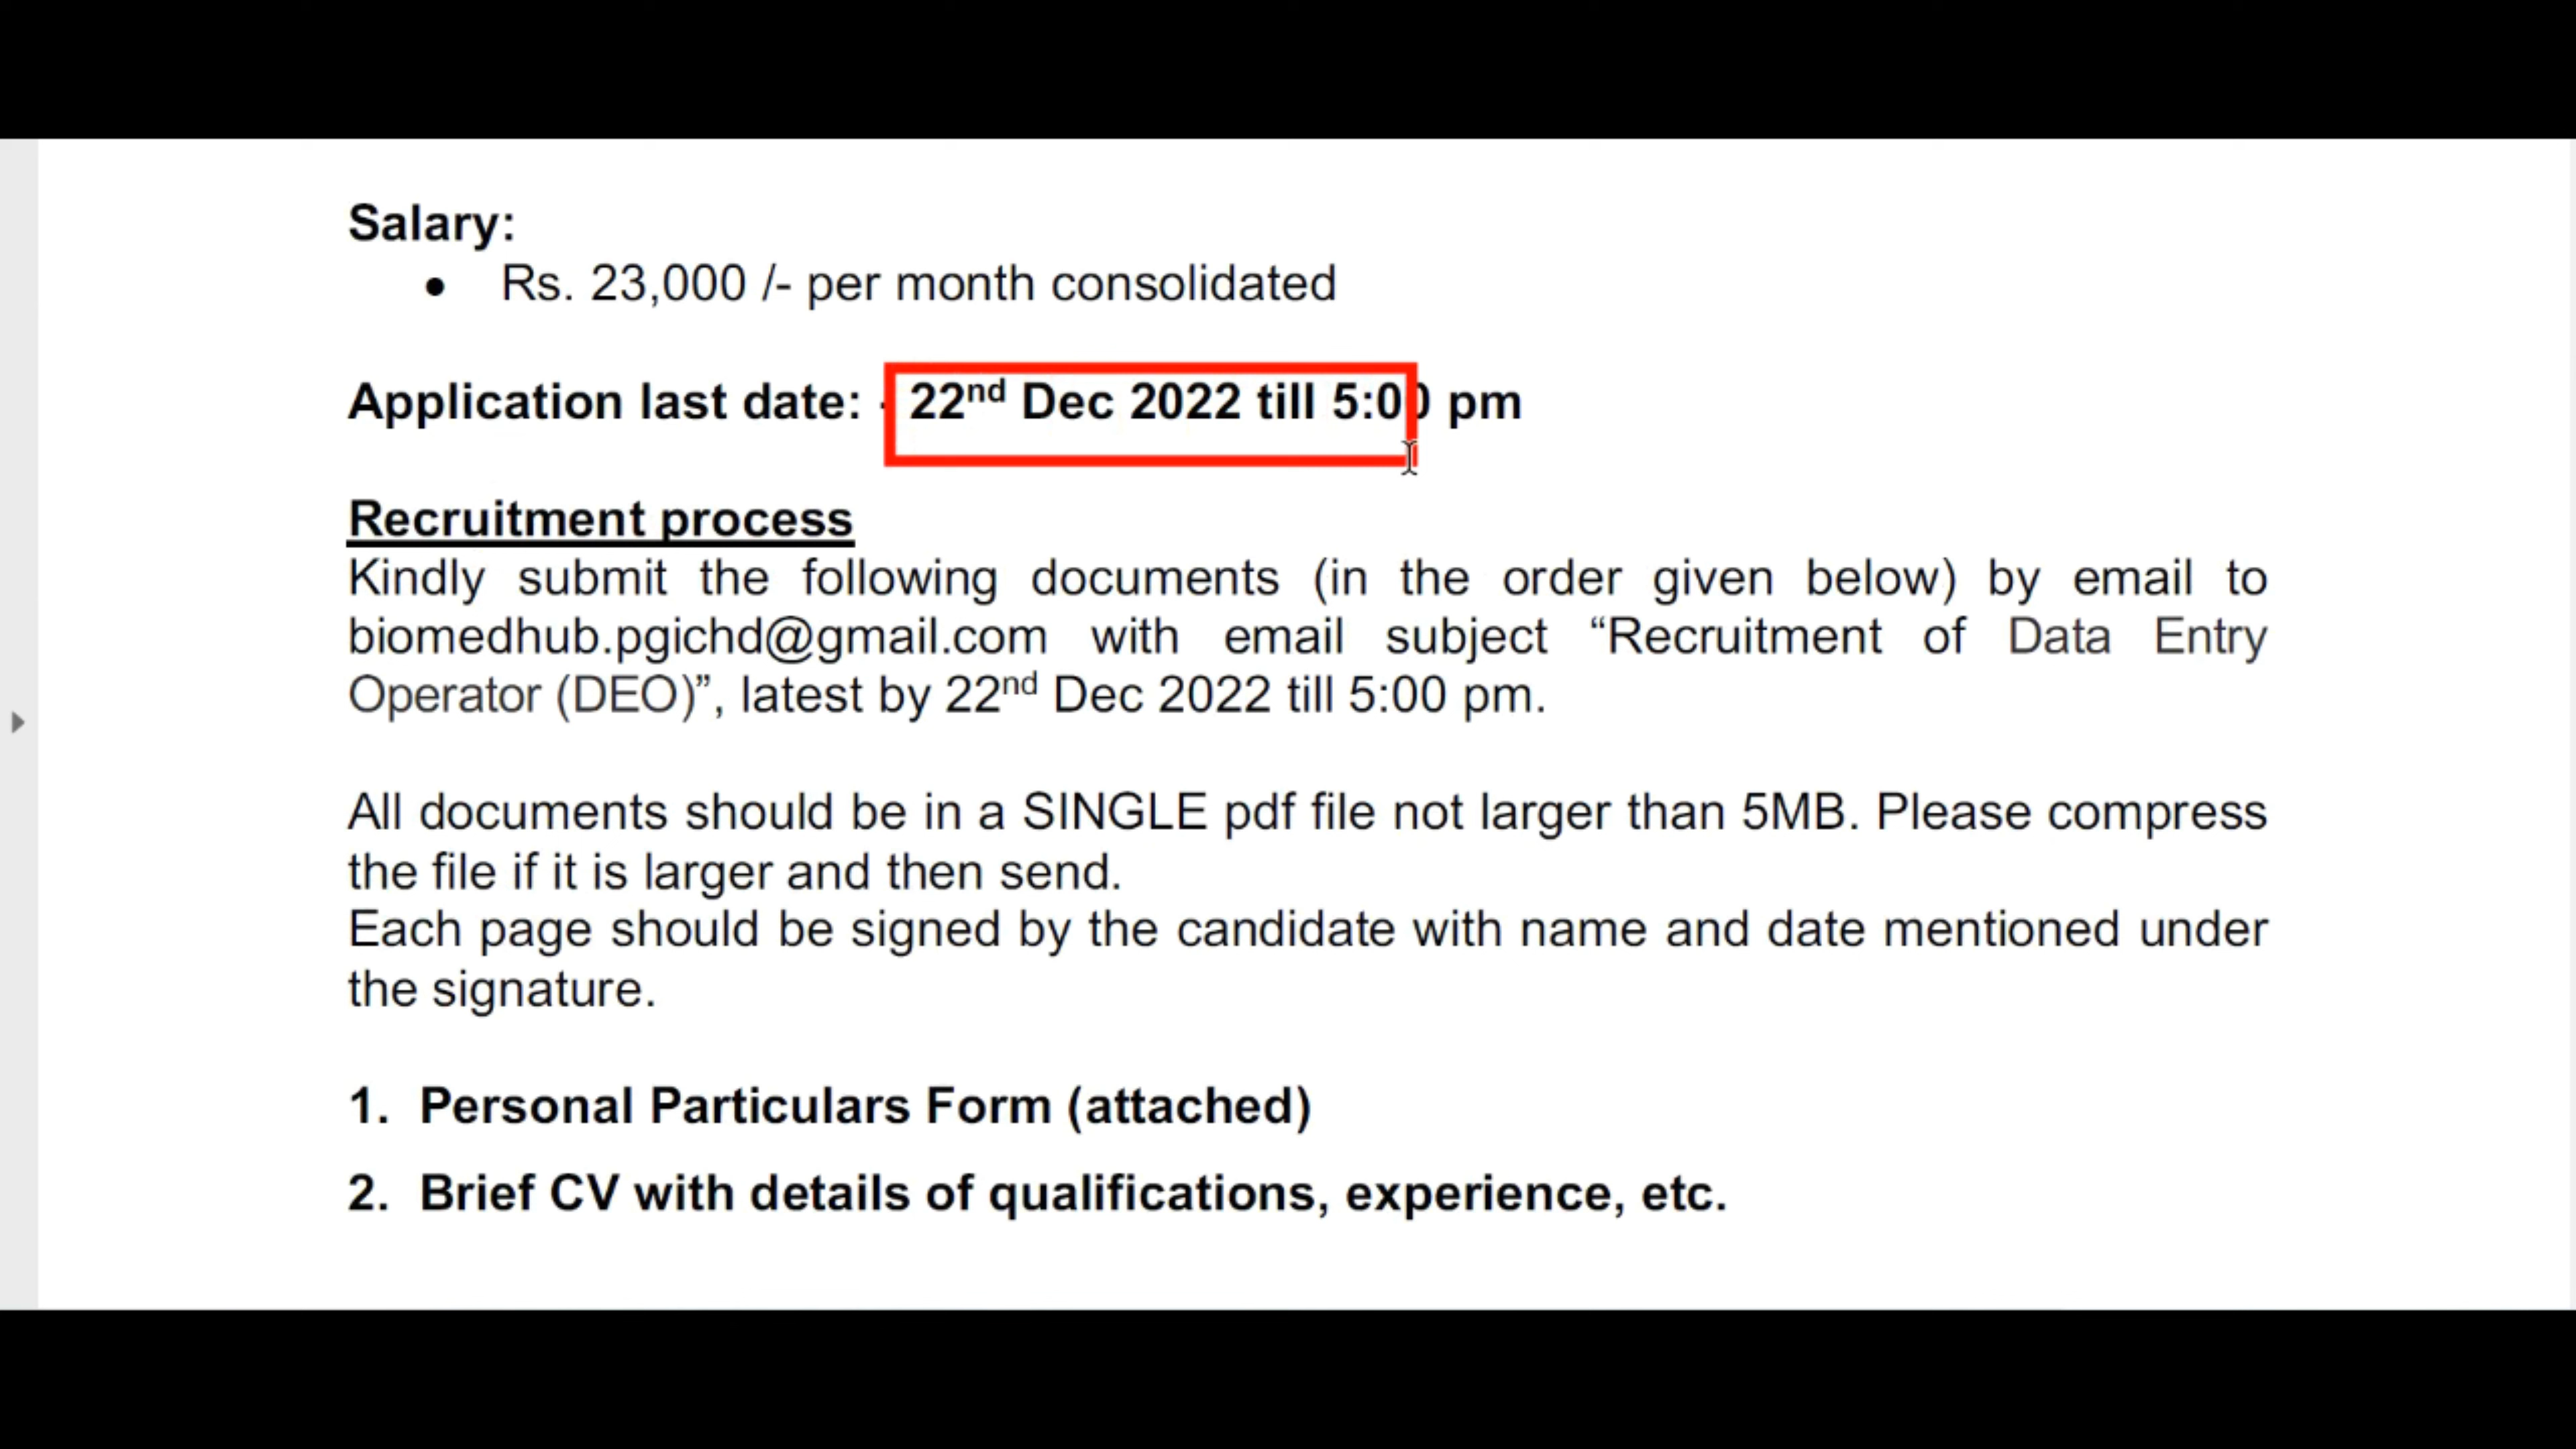 Salary:
• Rs. 23,000 /- per month consolidated
Application last date: - 22nd Dec 2022 till 5:00 pm
Recruitment process
Kindly submit the following documents (in the order given below) by email to
biomedhub.pgichd@gmail.com with email subject “Recruitment of Data Entry
Operator (DEO)”, latest by 22nd Dec 2022 till 5:00 pm.
All documents should be in a SINGLE pdf file not larger than 5MB. Please compress
the file if it is larger and then send.
Each page should be signed by the candidate with name and date mentioned under
the signature.
1. Personal Particulars Form (attached)
2. Brief CV with details of qualifications, experience, etc.